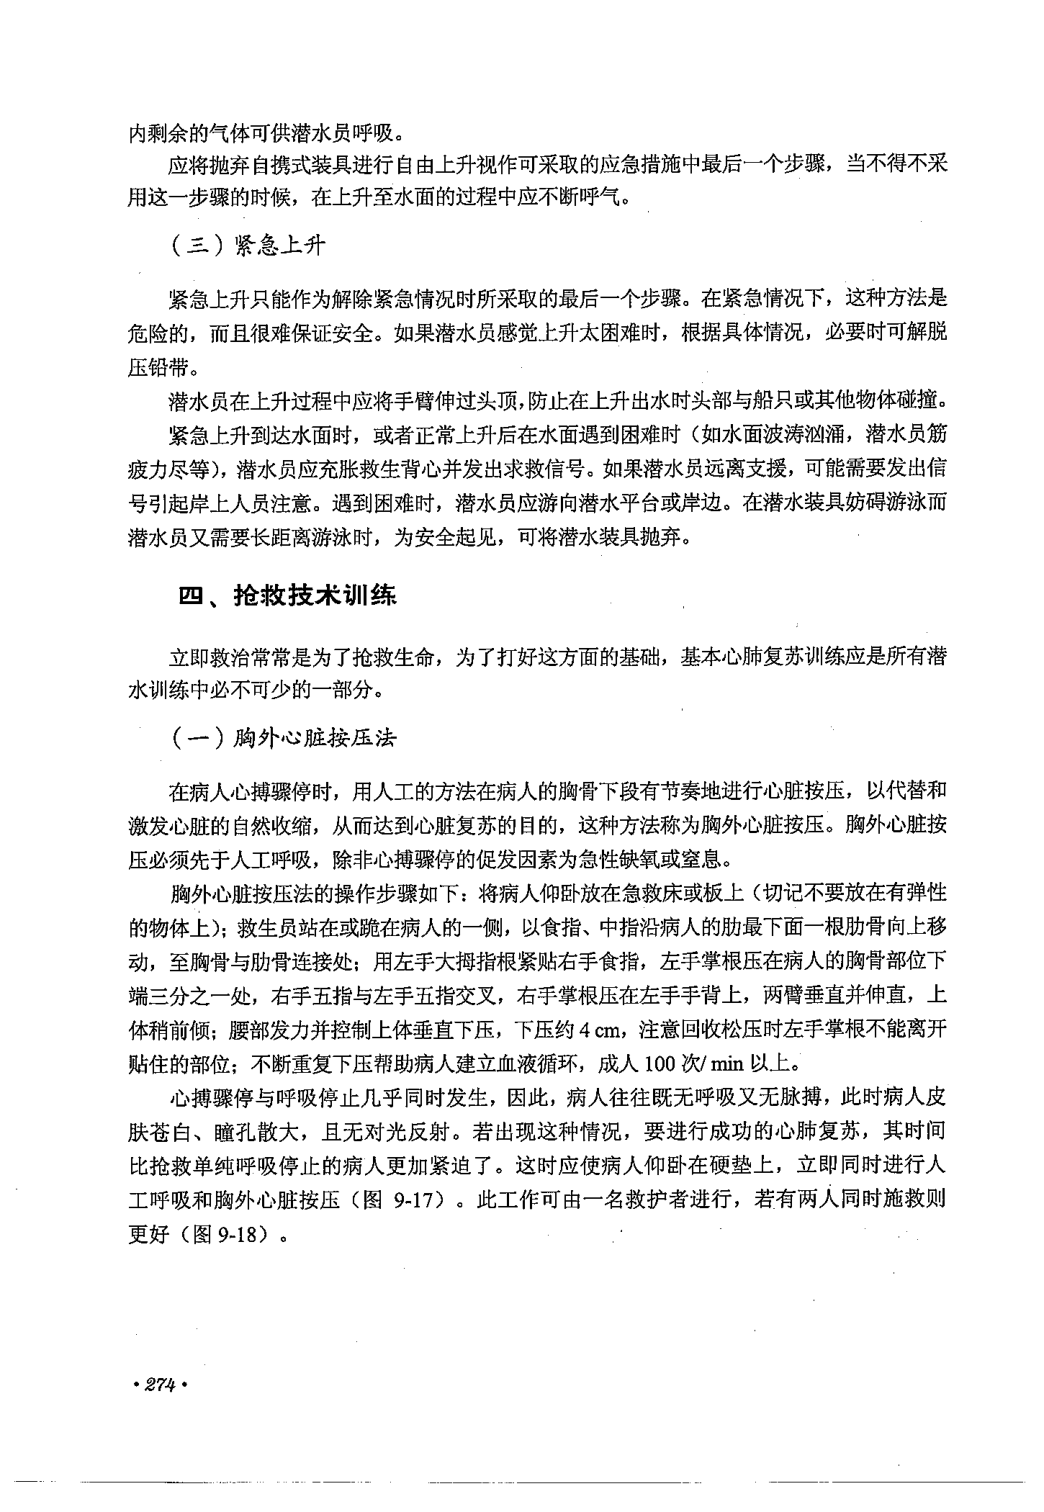 内剩余的气体可供潜水员呼吸。
应将抛弃自携式装具进行自由上升视作可采取的应急措施中最后一个步骤，当不得不采
用这一步骤的时候，在上升至水面的过程中应不断呼气。
（三）紧急上升
紧急上升只能作为解除紧急情况时所采取的最后一个步骤。在紧急情况下，这种方法是
危险的，而且很难保证安全。如果潜水员感觉上升太困难时，根据具体情况，必要时可解脱
压铅带。
潜水员在上升过程中应将手臂伸过头顶，防止在上升出水时头部与船只或其他物体碰撞。
紧急上升到达水面时，或者正常上升后在水面遇到困难时（如水面波涛汹涌，潜水员筋
疲力尽等），潜水员应充胀救生背心并发出求救信号。如果潜水员远离支援，可能需要发出信
号引起岸上人员注意。遇到困难时，潜水员应游向潜水平台或岸边。在潜水装具妨碍游泳而
潜水员又需要长距离游泳时，为安全起见，可将潜水装具抛弃。
四、抢救技术训练
立即救治常常是为了抢救生命，为了打好这方面的基础，基本心肺复苏训练应是所有潜
水训练中必不可少的一部分。
（一）胸外心脏按压法
在病人心搏骤停时，用人工的方法在病人的胸骨下段有节奏地进行心脏按压，以代替和
激发心脏的自然收缩，从而达到心脏复苏的目的，这种方法称为胸外心脏按压。胸外心脏按
压必须先于人工呼吸，除非心搏骤停的促发因素为急性缺氧或窒息。
胸外心脏按压法的操作步骤如下：将病人仰卧放在急救床或板上（切记不要放在有弹性
的物体上）；救生员站在或跪在病人的一侧，以食指、中指沿病人的肋最下面一根肋骨向上移
动，至胸骨与肋骨连接处；用左手大拇指根紧贴右手食指，左手掌根压在病人的胸骨部位下
端三分之一处，右手五指与左手五指交叉，右手掌根压在左手手背上，两臂垂直并伸直，上
体稍前倾；腰部发力并控制上体垂直下压，下压约 4 cm，注意回收松压时左手掌根不能离开
贴住的部位；不断重复下压帮助病人建立血液循环，成人 100 次/ min 以上。
心搏骤停与呼吸停止几乎同时发生，因此，病人往往既无呼吸又无脉搏，此时病人皮
肤苍白、瞳孔散大，且无对光反射。若出现这种情况，要进行成功的心肺复苏，其时间
比抢救单纯呼吸停止的病人更加紧迫了。这时应使病人仰卧在硬垫上，立即同时进行人
工呼吸和胸外心脏按压（图 9-17）。此工作可由一名救护者进行，若有两人同时施救则
更好（图 9-18）。
·274·